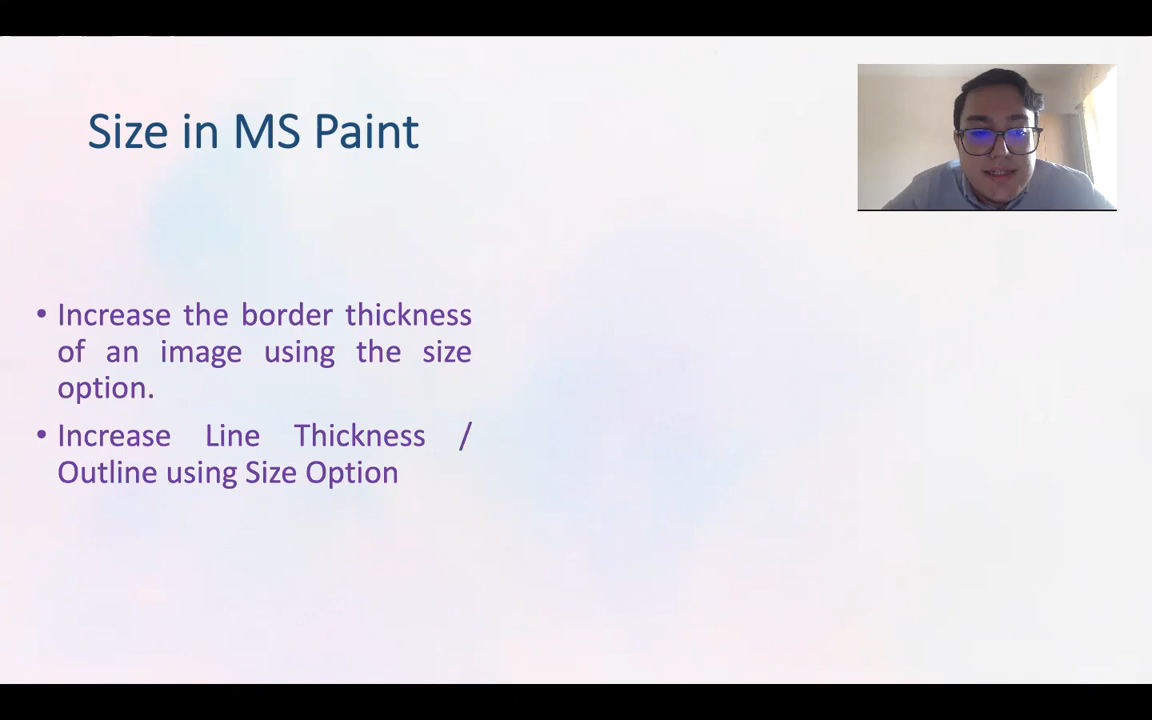 Size in MS Paint
• Increase the border thickness
of an image using the size
option.
• Increase Line Thickness /
Outline using Size Option